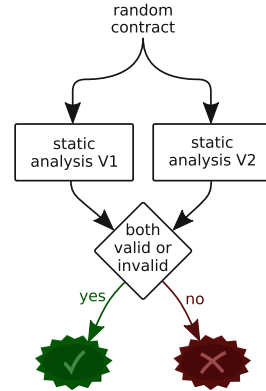 random
contract
static
analysis V1
static
analysis V2
both
valid or
invalid
yes
no